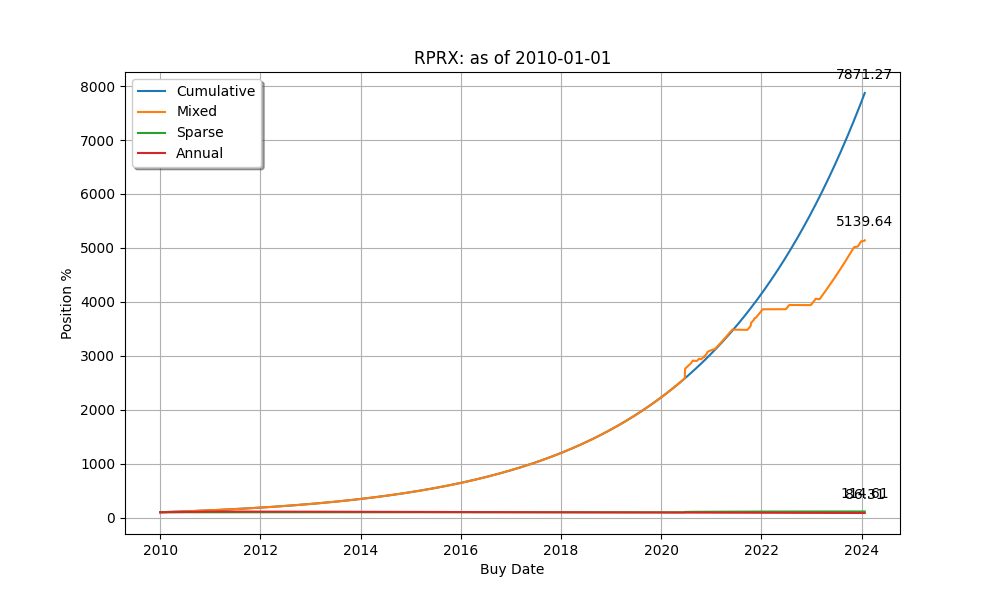 RPRX: as of 2010-01-01
Cumulative
Mixed
Sparse
Annual
7871.27
5139.64
8000
7000
6000
5000
4000
3000
2000
1000
0
Position %
2010 2012 2014 2016 2018 2020 2022 2024
Buy Date